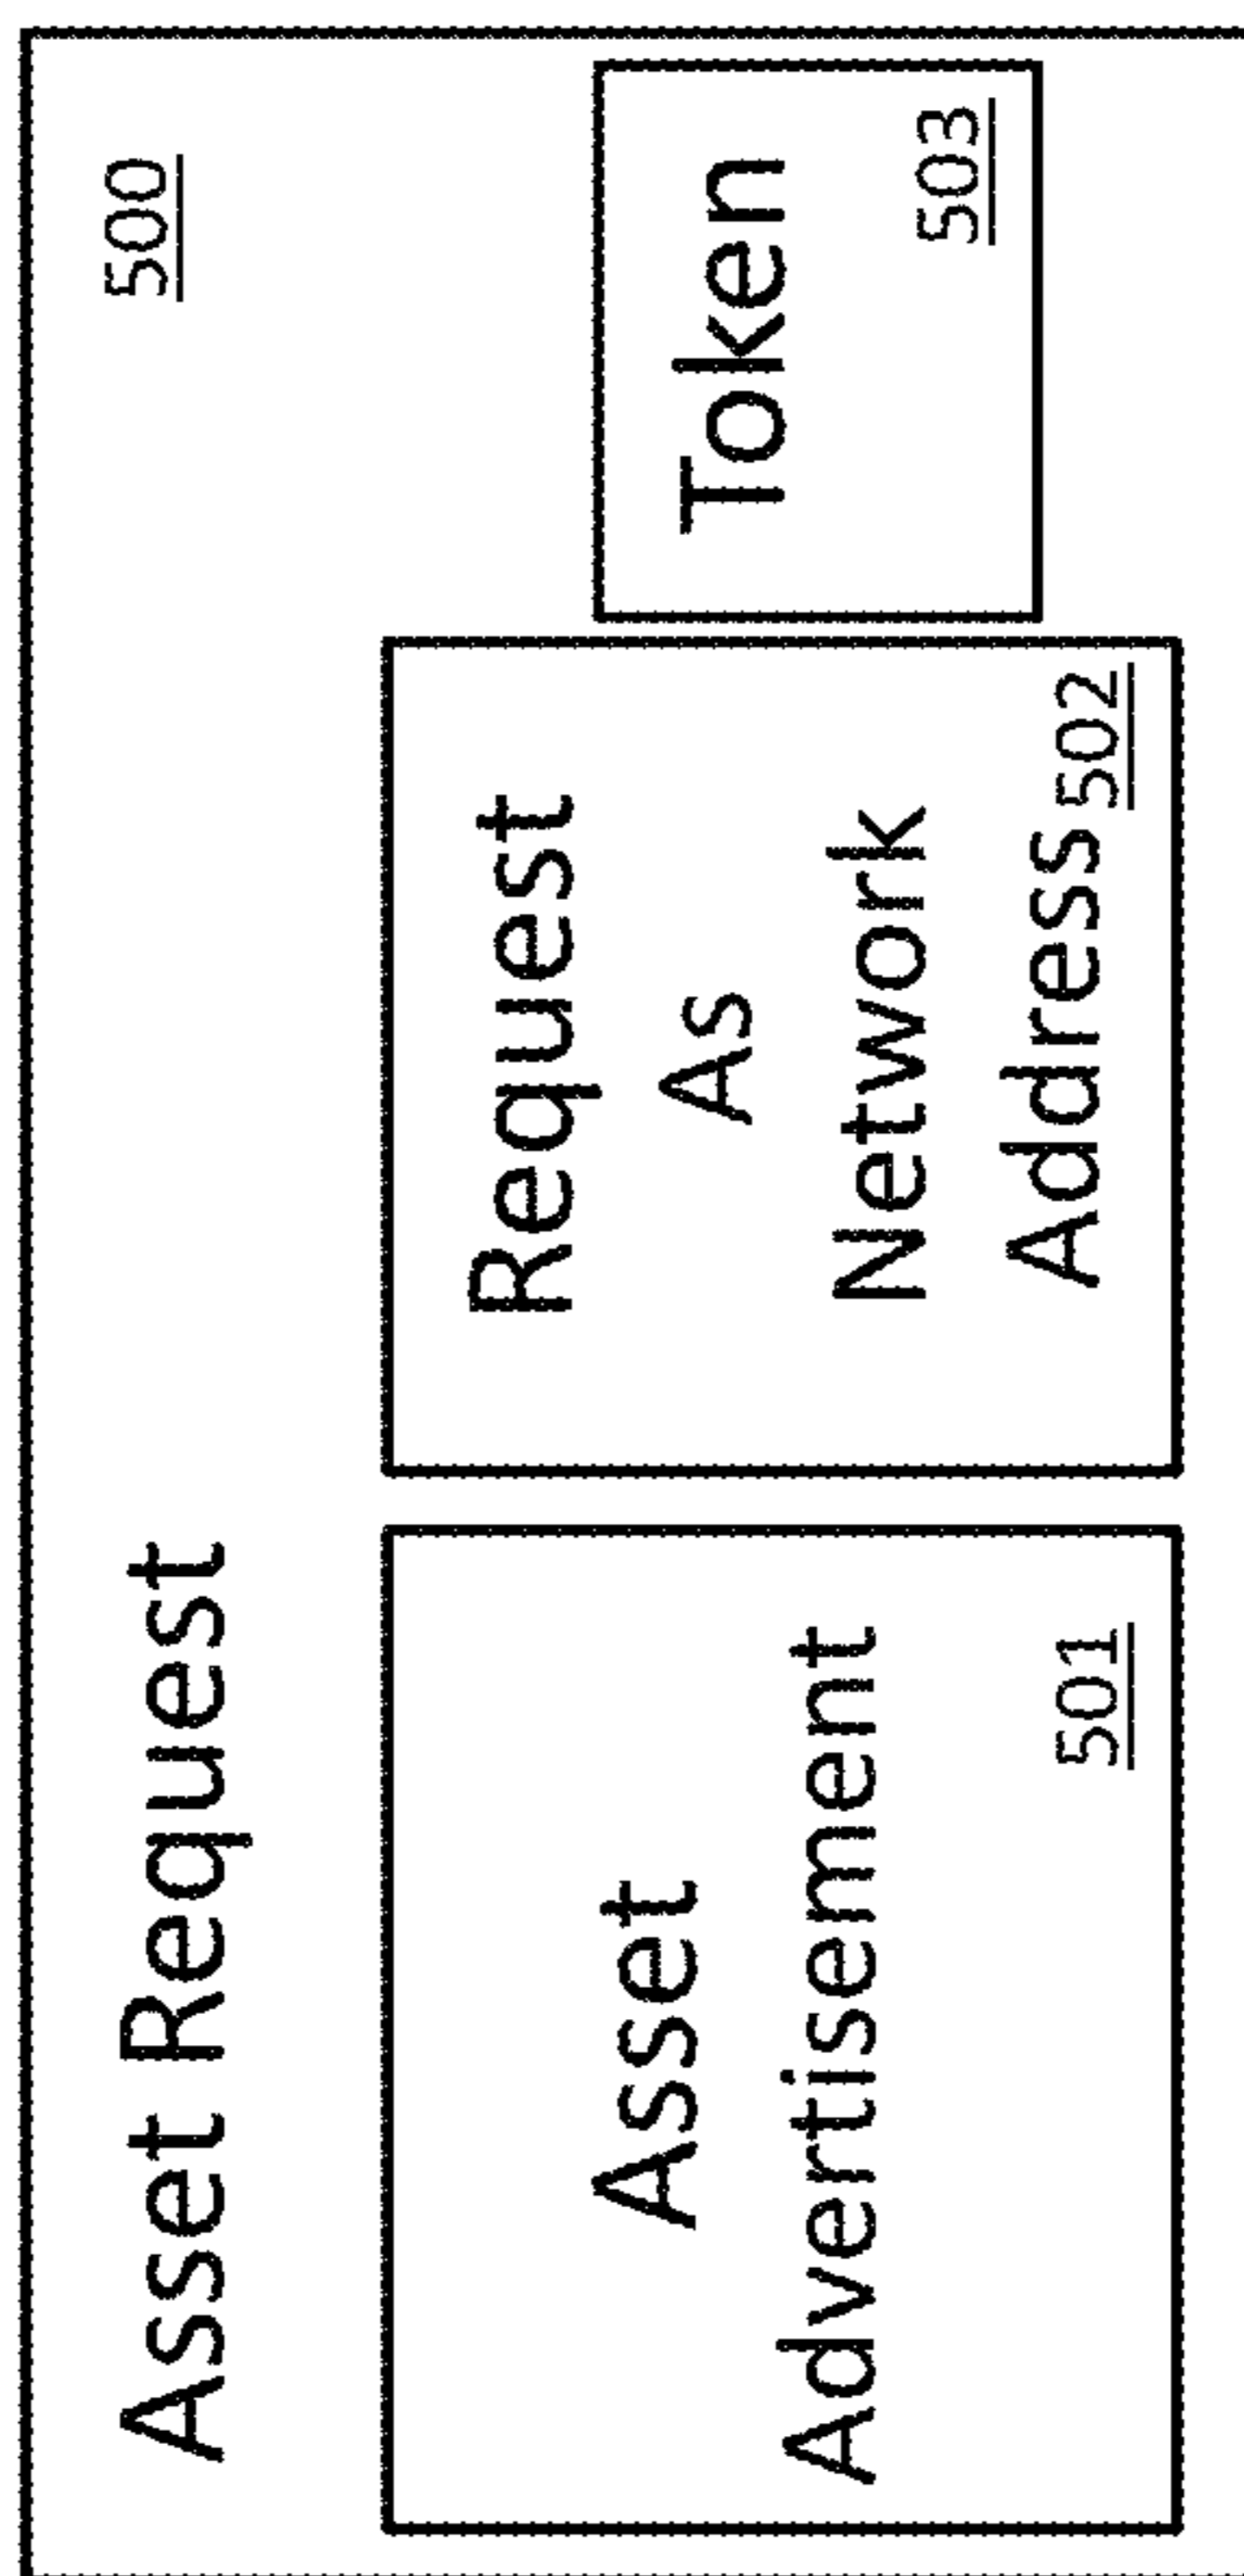 Asset Request
500
Asset
Advertisement
501
Request
As
Network
Address
502
Token
503